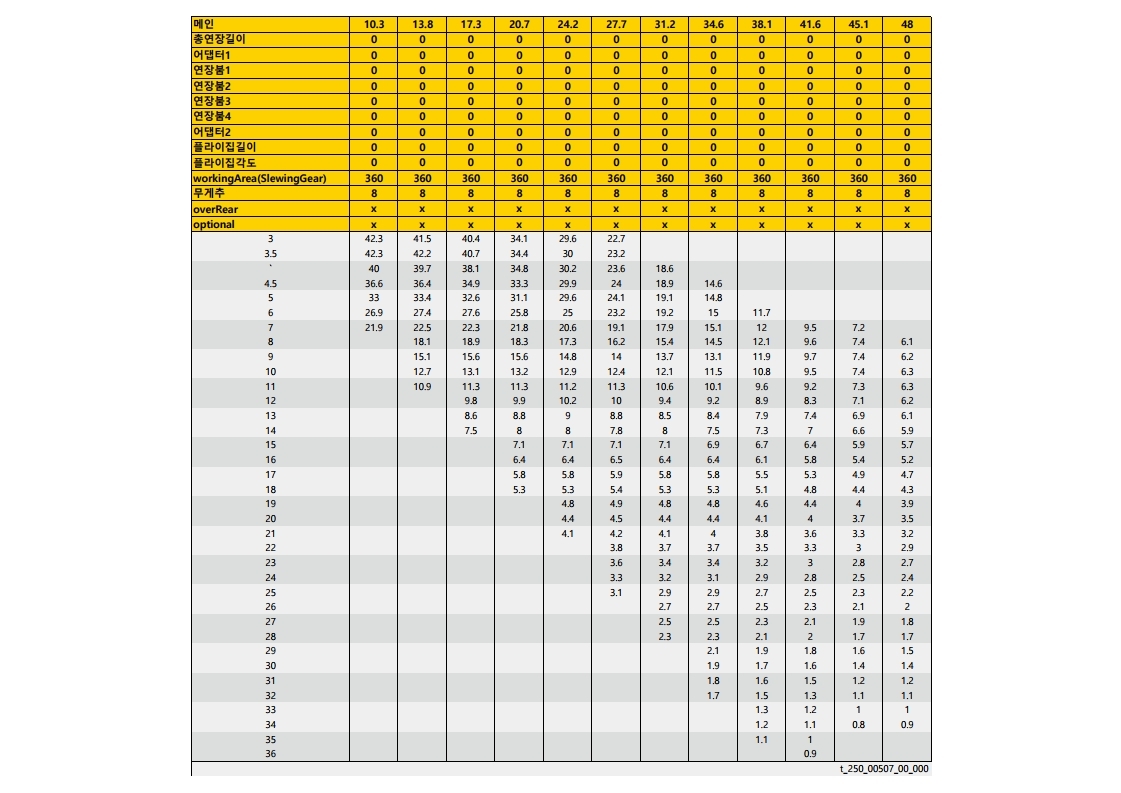 메인 10.3 13.8 17.3 20.7 24.2 27.7 31.2 34.6 38.1 41.6 45.1 48
총연장길이 0 0 0 0 0 0 0 0 0 0 0 0
어댑터1 0 0 0 0 0 0 0 0 0 0 0 0
연장붐1 0 0 0 0 0 0 0 0 0 0 0 0
연장붐2 0 0 0 0 0 0 0 0 0 0 0 0
연장붐3 0 0 0 0 0 0 0 0 0 0 0 0
연장붐4 0 0 0 0 0 0 0 0 0 0 0 0
어댑터2 0 0 0 0 0 0 0 0 0 0 0 0
플라이집길이 0 0 0 0 0 0 0 0 0 0 0 0
플라이집각도 0 0 0 0 0 0 0 0 0 0 0 0
workingArea(SlewingGear) 360 360 360 360 360 360 360 360 360 360 360 360
무게추 8 8 8 8 8 8 8 8 8 8 8 8
overRear x x x x x x x x x x x x
optional x x x x x x x x x x x x
3 42.3 41.5 40.4 34.1 29.6 22.7
3.5 42.3 42.2 40.7 34.4 30 23.2
` 40 39.7 38.1 34.8 30.2 23.6 18.6
4.5 36.6 36.4 34.9 33.3 29.9 24 18.9 14.6
5 33 33.4 32.6 31.1 29.6 24.1 19.1 14.8
6 26.9 27.4 27.6 25.8 25 23.2 19.2 15 11.7
7 21.9 22.5 22.3 21.8 20.6 19.1 17.9 15.1 12 9.5 7.2
8 18.1 18.9 18.3 17.3 16.2 15.4 14.5 12.1 9.6 7.4 6.1
9 15.1 15.6 15.6 14.8 14 13.7 13.1 11.9 9.7 7.4 6.2
10 12.7 13.1 13.2 12.9 12.4 12.1 11.5 10.8 9.5 7.4 6.3
11 10.9 11.3 11.3 11.2 11.3 10.6 10.1 9.6 9.2 7.3 6.3
12 9.8 9.9 10.2 10 9.4 9.2 8.9 8.3 7.1 6.2
13 8.6 8.8 9 8.8 8.5 8.4 7.9 7.4 6.9 6.1
14 7.5 8 8 7.8 8 7.5 7.3 7 6.6 5.9
15 7.1 7.1 7.1 7.1 6.9 6.7 6.4 5.9 5.7
16 6.4 6.4 6.5 6.4 6.4 6.1 5.8 5.4 5.2
17 5.8 5.8 5.9 5.8 5.8 5.5 5.3 4.9 4.7
18 5.3 5.3 5.4 5.3 5.3 5.1 4.8 4.4 4.3
19 4.8 4.9 4.8 4.8 4.6 4.4 4 3.9
20 4.4 4.5 4.4 4.4 4.1 4 3.7 3.5
21 4.1 4.2 4.1 4 3.8 3.6 3.3 3.2
22 3.8 3.7 3.7 3.5 3.3 3 2.9
23 3.6 3.4 3.4 3.2 3 2.8 2.7
24 3.3 3.2 3.1 2.9 2.8 2.5 2.4
25 3.1 2.9 2.9 2.7 2.5 2.3 2.2
26 2.7 2.7 2.5 2.3 2.1 2
27 2.5 2.5 2.3 2.1 1.9 1.8
28 2.3 2.3 2.1 2 1.7 1.7
29 2.1 1.9 1.8 1.6 1.5
30 1.9 1.7 1.6 1.4 1.4
31 1.8 1.6 1.5 1.2 1.2
32 1.7 1.5 1.3 1.1 1.1
33 1.3 1.2 1 1
34 1.2 1.1 0.8 0.9
35 1.1 1
36 0.9
t_250_00507_00_000